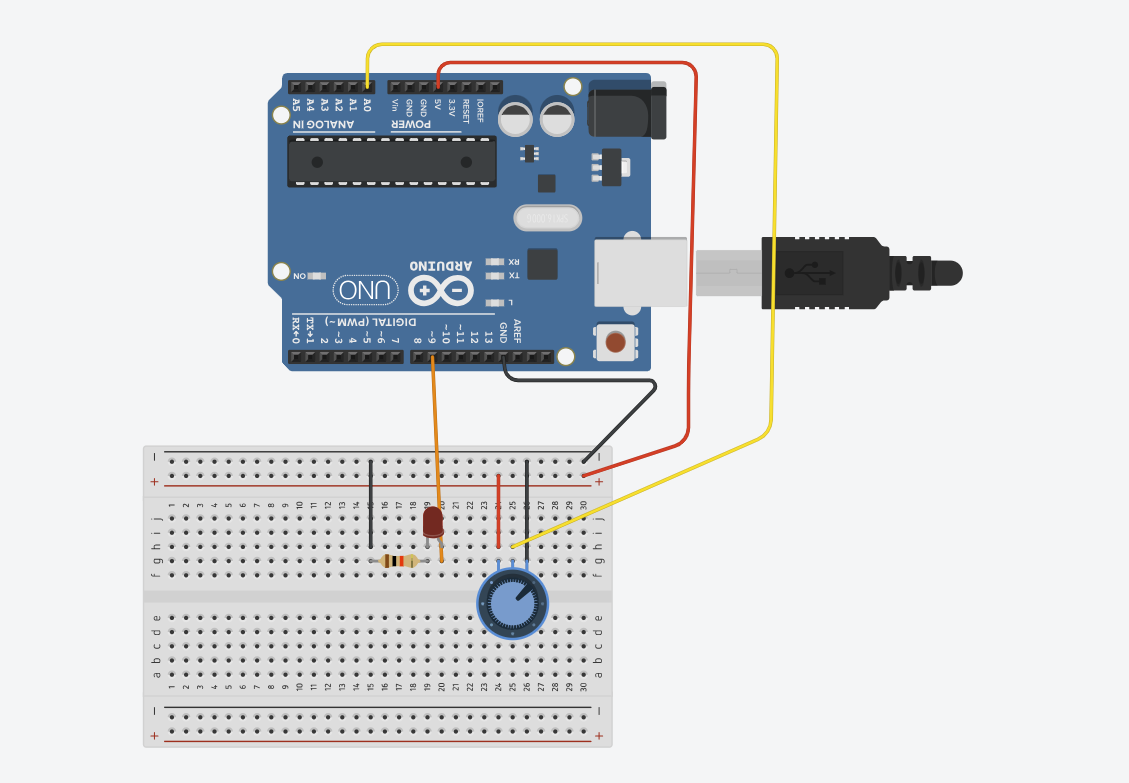 A5 A4 A3 A2 A1 A0 Vin GND GND 5V 3.3V RESET IOREF
ANALOG IN POWER
RX
ARDUINO
TX
ON
UNO
L
DIGITAL (PWM~)
RX←0 TX→1 2 ~3 4 ~5 ~6 7 8 ~9 ~10 ~11 12 13 GND AREF
− −
+ +
1 2 3 4 5 6 7 8 9 10 11 12 13 14 15 16 17 18 19 20 21 22 23 24 25 26 27 28 29 30
j j
i i
h h
g g
f f
e e
d d
c c
b b
a a
1 2 3 4 5 6 7 8 9 10 11 12 13 14 15 16 17 18 19 20 21 22 23 24 25 26 27 28 29 30
− −
+ +